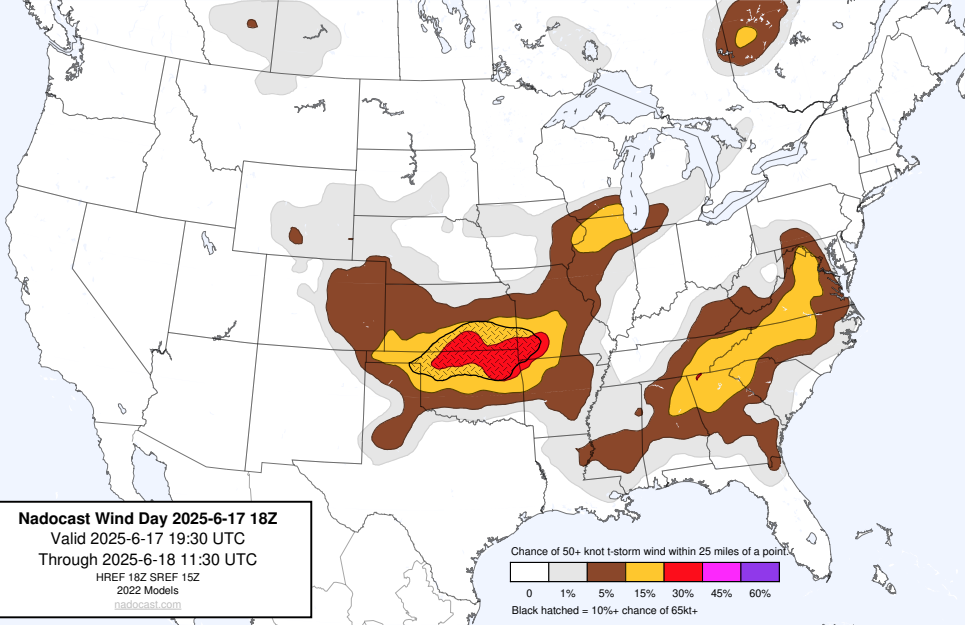 Nadocast Wind Day 2025-6-17 18Z
Valid 2025-6-17 19:30 UTC
Through 2025-6-18 11:30 UTC
HREF 18Z SREF 15Z
2022 Models
nadocast.com
Chance of 50+ knot t-storm wind within 25 miles of a point.
0 1% 5% 15% 30% 45% 60%
Black hatched = 10%+ chance of 65kt+